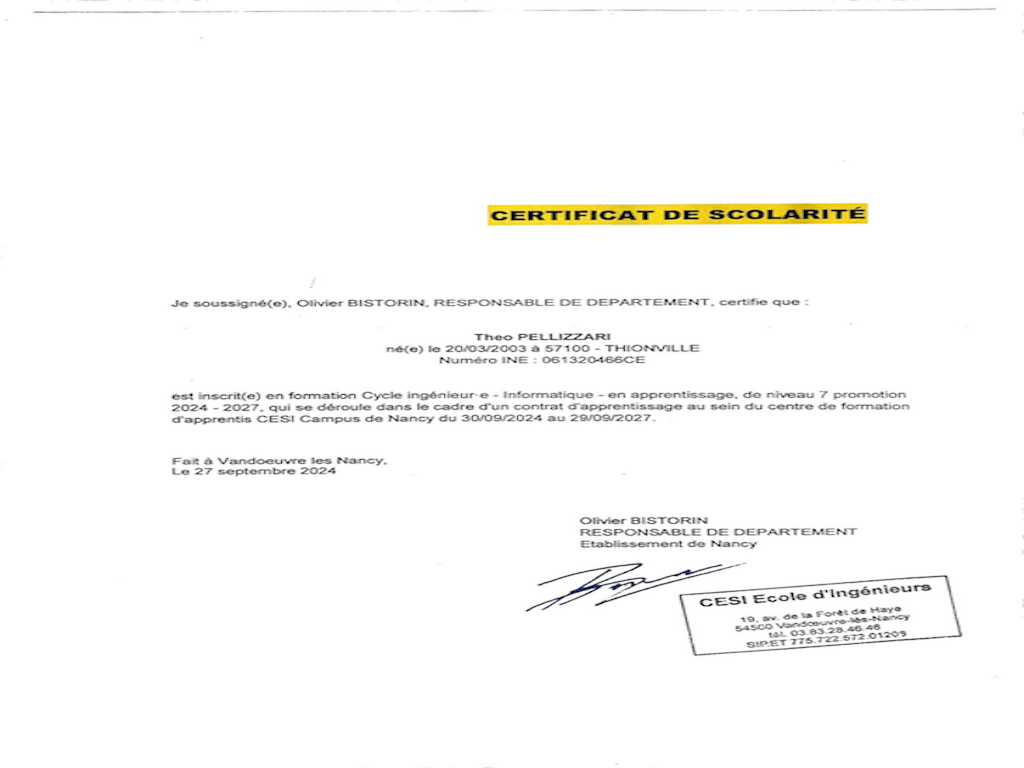 CERTIFICAT DE SCOLARITÉ
Je soussigné(e), Olivier BISTORIN, RESPONSABLE DE DEPARTEMENT, certifie que :
Theo PELLIZZARI
né(e) le 20/03/2003 à 57100 - THIONVILLE
Numéro INE : 061320466CE
est inscrit(e) en formation Cycle ingénieur·e - Informatique - en apprentissage, de niveau 7 promotion
2024 - 2027, qui se déroule dans le cadre d'un contrat d'apprentissage au sein du centre de formation
d'apprentis CESI Campus de Nancy du 30/09/2024 au 29/09/2027.
Fait à Vandoeuvre les Nancy,
Le 27 septembre 2024
Olivier BISTORIN
RESPONSABLE DE DEPARTEMENT
Etablissement de Nancy
CESI Ecole d'Ingénieurs
19, av. de la Forêt de Haye
54500 Vandœuvre-lès-Nancy
tél. 03.83.28.46.46
SIRET 775.722.572.01209